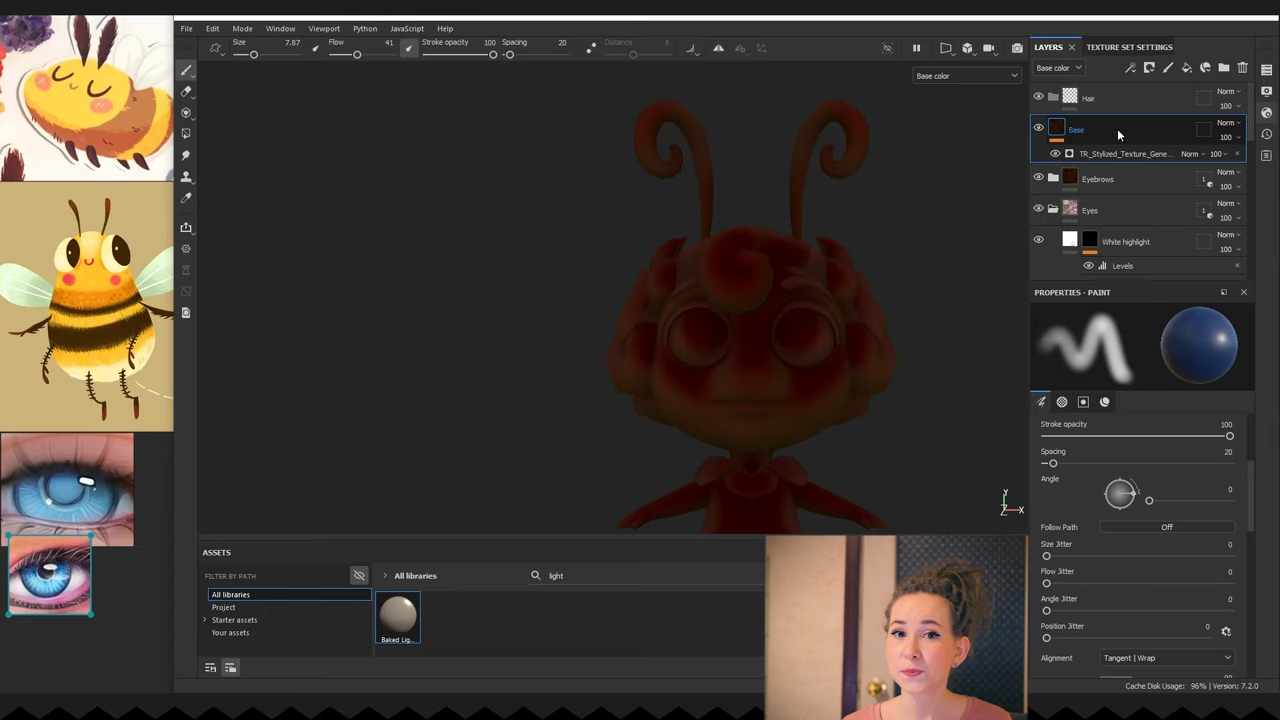 File Edit Mode Window Viewport Python JavaScript Help
Size 7.87 Flow 41 Stroke opacity 100 Spacing 20 Distance 8
Base color
LAYERS TEXTURE SET SETTINGS
Base color
Hair Norm
100
Base Norm
100
TR_Stylized_Texture_Gene... Norm 100
Eyebrows 1 Norm
100
Eyes 1 Norm
100
White highlight Norm
100
Levels
PROPERTIES - PAINT
Stroke opacity 100
Spacing 20
Angle 0
Follow Path Off
Size Jitter 0
Flow Jitter 0
Angle Jitter 0
Position Jitter 0
Alignment Tangent | Wrap
Y
X
Z
ASSETS
FILTER BY PATH
All libraries
Project
Starter assets
Your assets
All libraries light
Baked Lig...
Cache Disk Usage: 96% | Version: 7.2.0